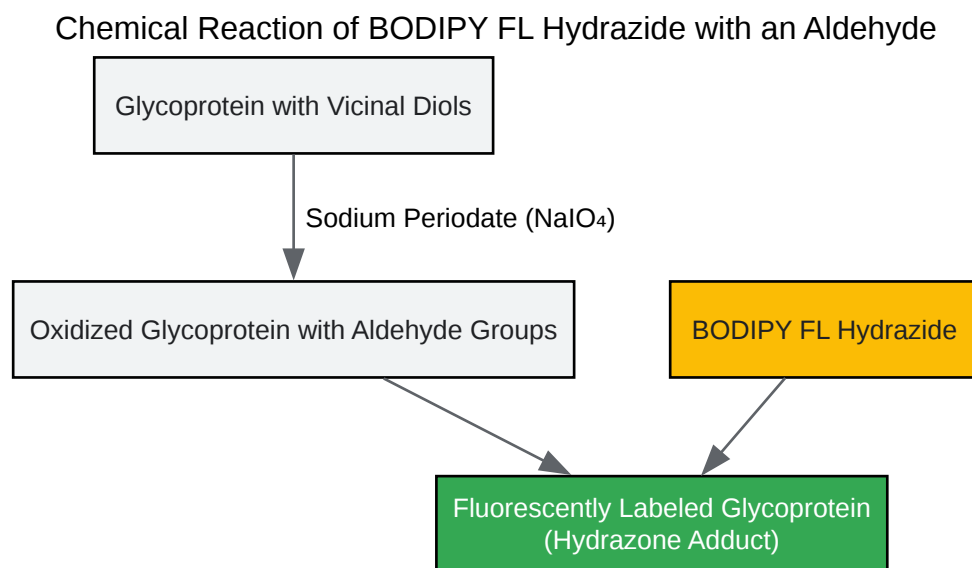 Chemical Reaction of BODIPY FL Hydrazide with an Aldehyde
Glycoprotein with Vicinal Diols
Sodium Periodate (NaIO₄)
Oxidized Glycoprotein with Aldehyde Groups
BODIPY FL Hydrazide
Fluorescently Labeled Glycoprotein
(Hydrazone Adduct)